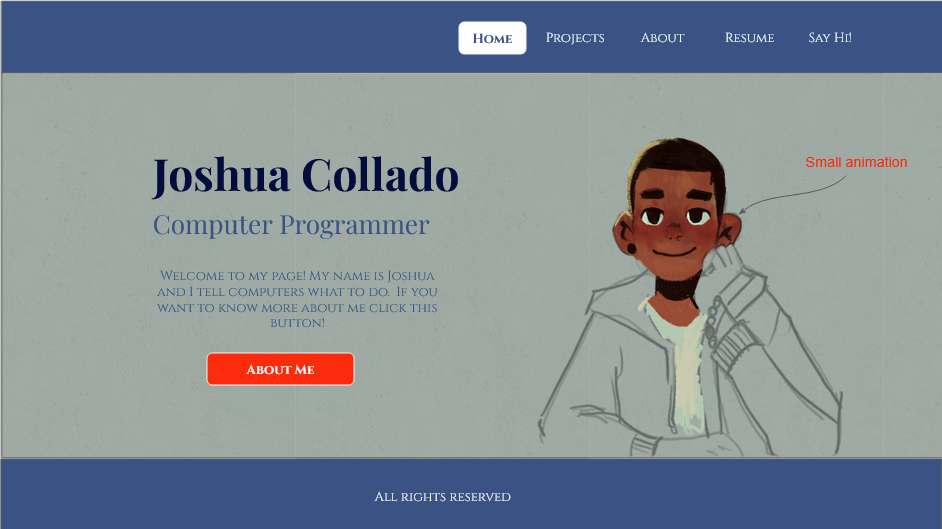 Home Projects About Resume Say Hi!
Small animation
Joshua Collado
Computer Programmer
Welcome to my page! My name is Joshua
and I tell computers what to do. If you
want to know more about me click this
button!
About Me
All rights reserved